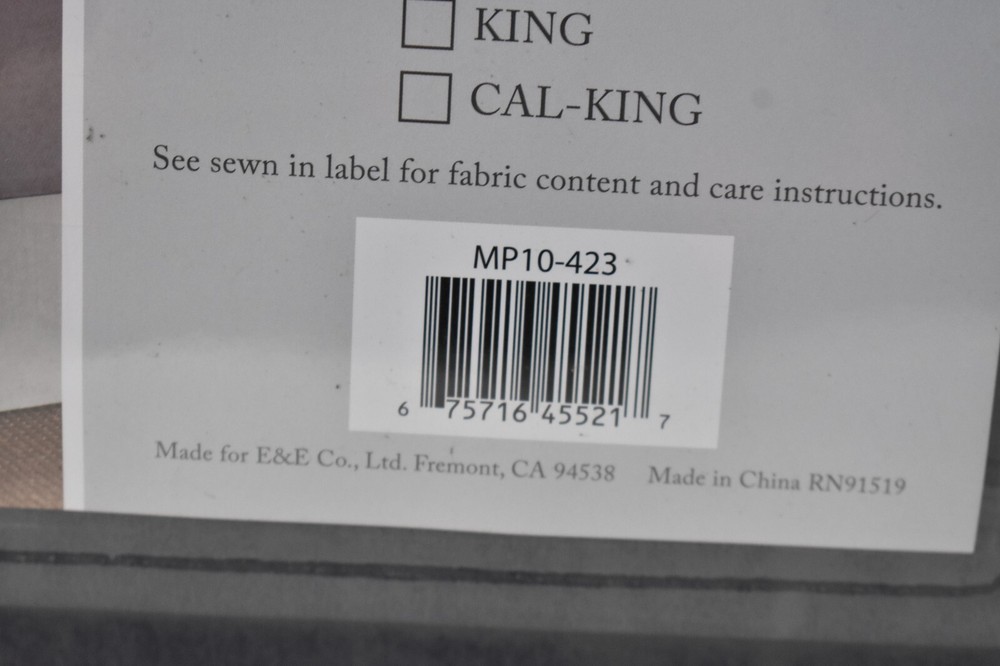 KING
CAL-KING
See sewn in label for fabric content and care instructions.
MP10-423
6 75716 45521 7
Made for E&E Co., Ltd. Fremont, CA 94538 Made in China RN91519